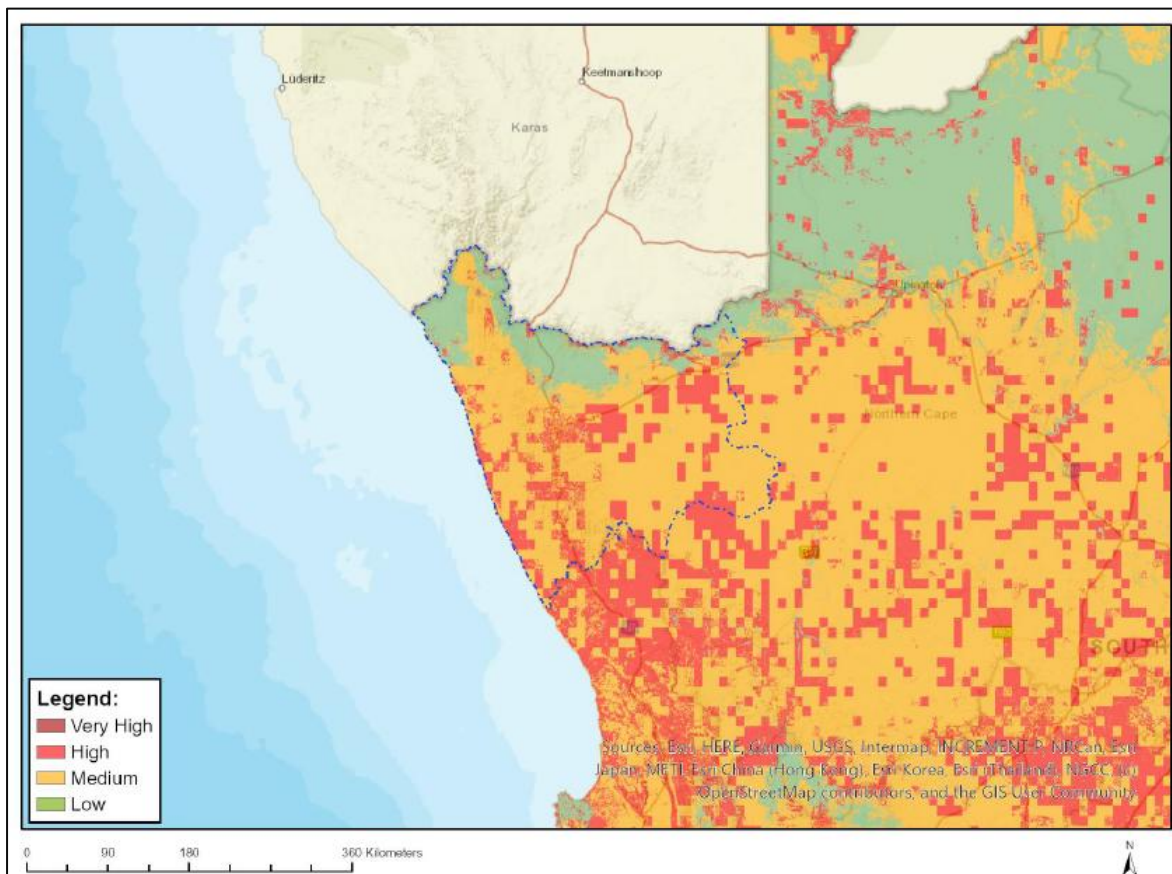 Lüderitz
Keetmanshoop
Karas
Upington
Northern Cape
SOUTH
Legend:
Very High
High
Medium
Low
Sources: Esri, HERE, Garmin, USGS, Intermap, INCREMENT P, NRCan, Esri
Japan, METI, Esri China (Hong Kong), Esri Korea, Esri (Thailand), NGCC, (c)
OpenStreetMap contributors, and the GIS User Community
0 90 180 360 Kilometers
N